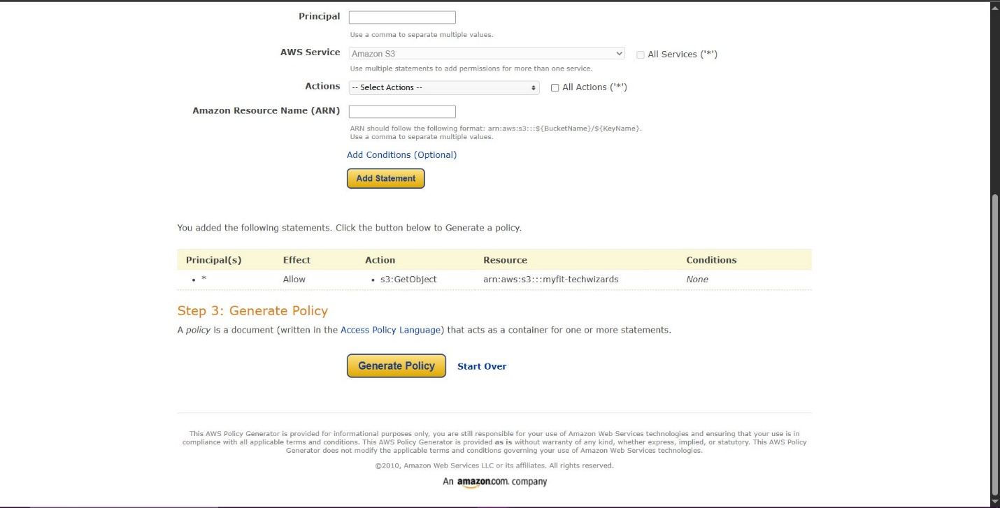 Principal
Use a comma to separate multiple values.
AWS Service Amazon S3 All Services ('*')
Use multiple statements to add permissions for more than one service.
Actions -- Select Actions -- All Actions ('*')
Amazon Resource Name (ARN)
ARN should follow the following format: arn:aws:s3:::${BucketName}/${KeyName}.
Use a comma to separate multiple values.
Add Conditions (Optional)
Add Statement
You added the following statements. Click the button below to Generate a policy.
Principal(s) Effect Action Resource Conditions
• * Allow • s3:GetObject arn:aws:s3:::myfit-techwizards None
Step 3: Generate Policy
A policy is a document (written in the Access Policy Language) that acts as a container for one or more statements.
Generate Policy Start Over
This AWS Policy Generator is provided for informational purposes only, you are still responsible for your use of Amazon Web Services technologies and ensuring that your use is in
compliance with all applicable terms and conditions. This AWS Policy Generator is provided as is without warranty of any kind, whether express, implied, or statutory. This AWS Policy
Generator does not modify the applicable terms and conditions governing your use of Amazon Web Services technologies.
©2010, Amazon Web Services LLC or its affiliates. All rights reserved.
An amazon.com. company